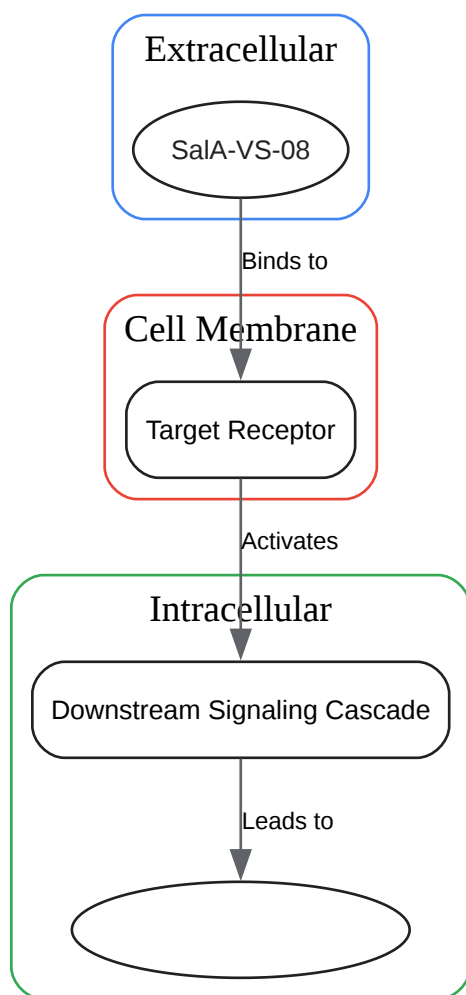 Extracellular
SalA-VS-08
Binds to
Cell Membrane
Target Receptor
Activates
Intracellular
Downstream Signaling Cascade
Leads to